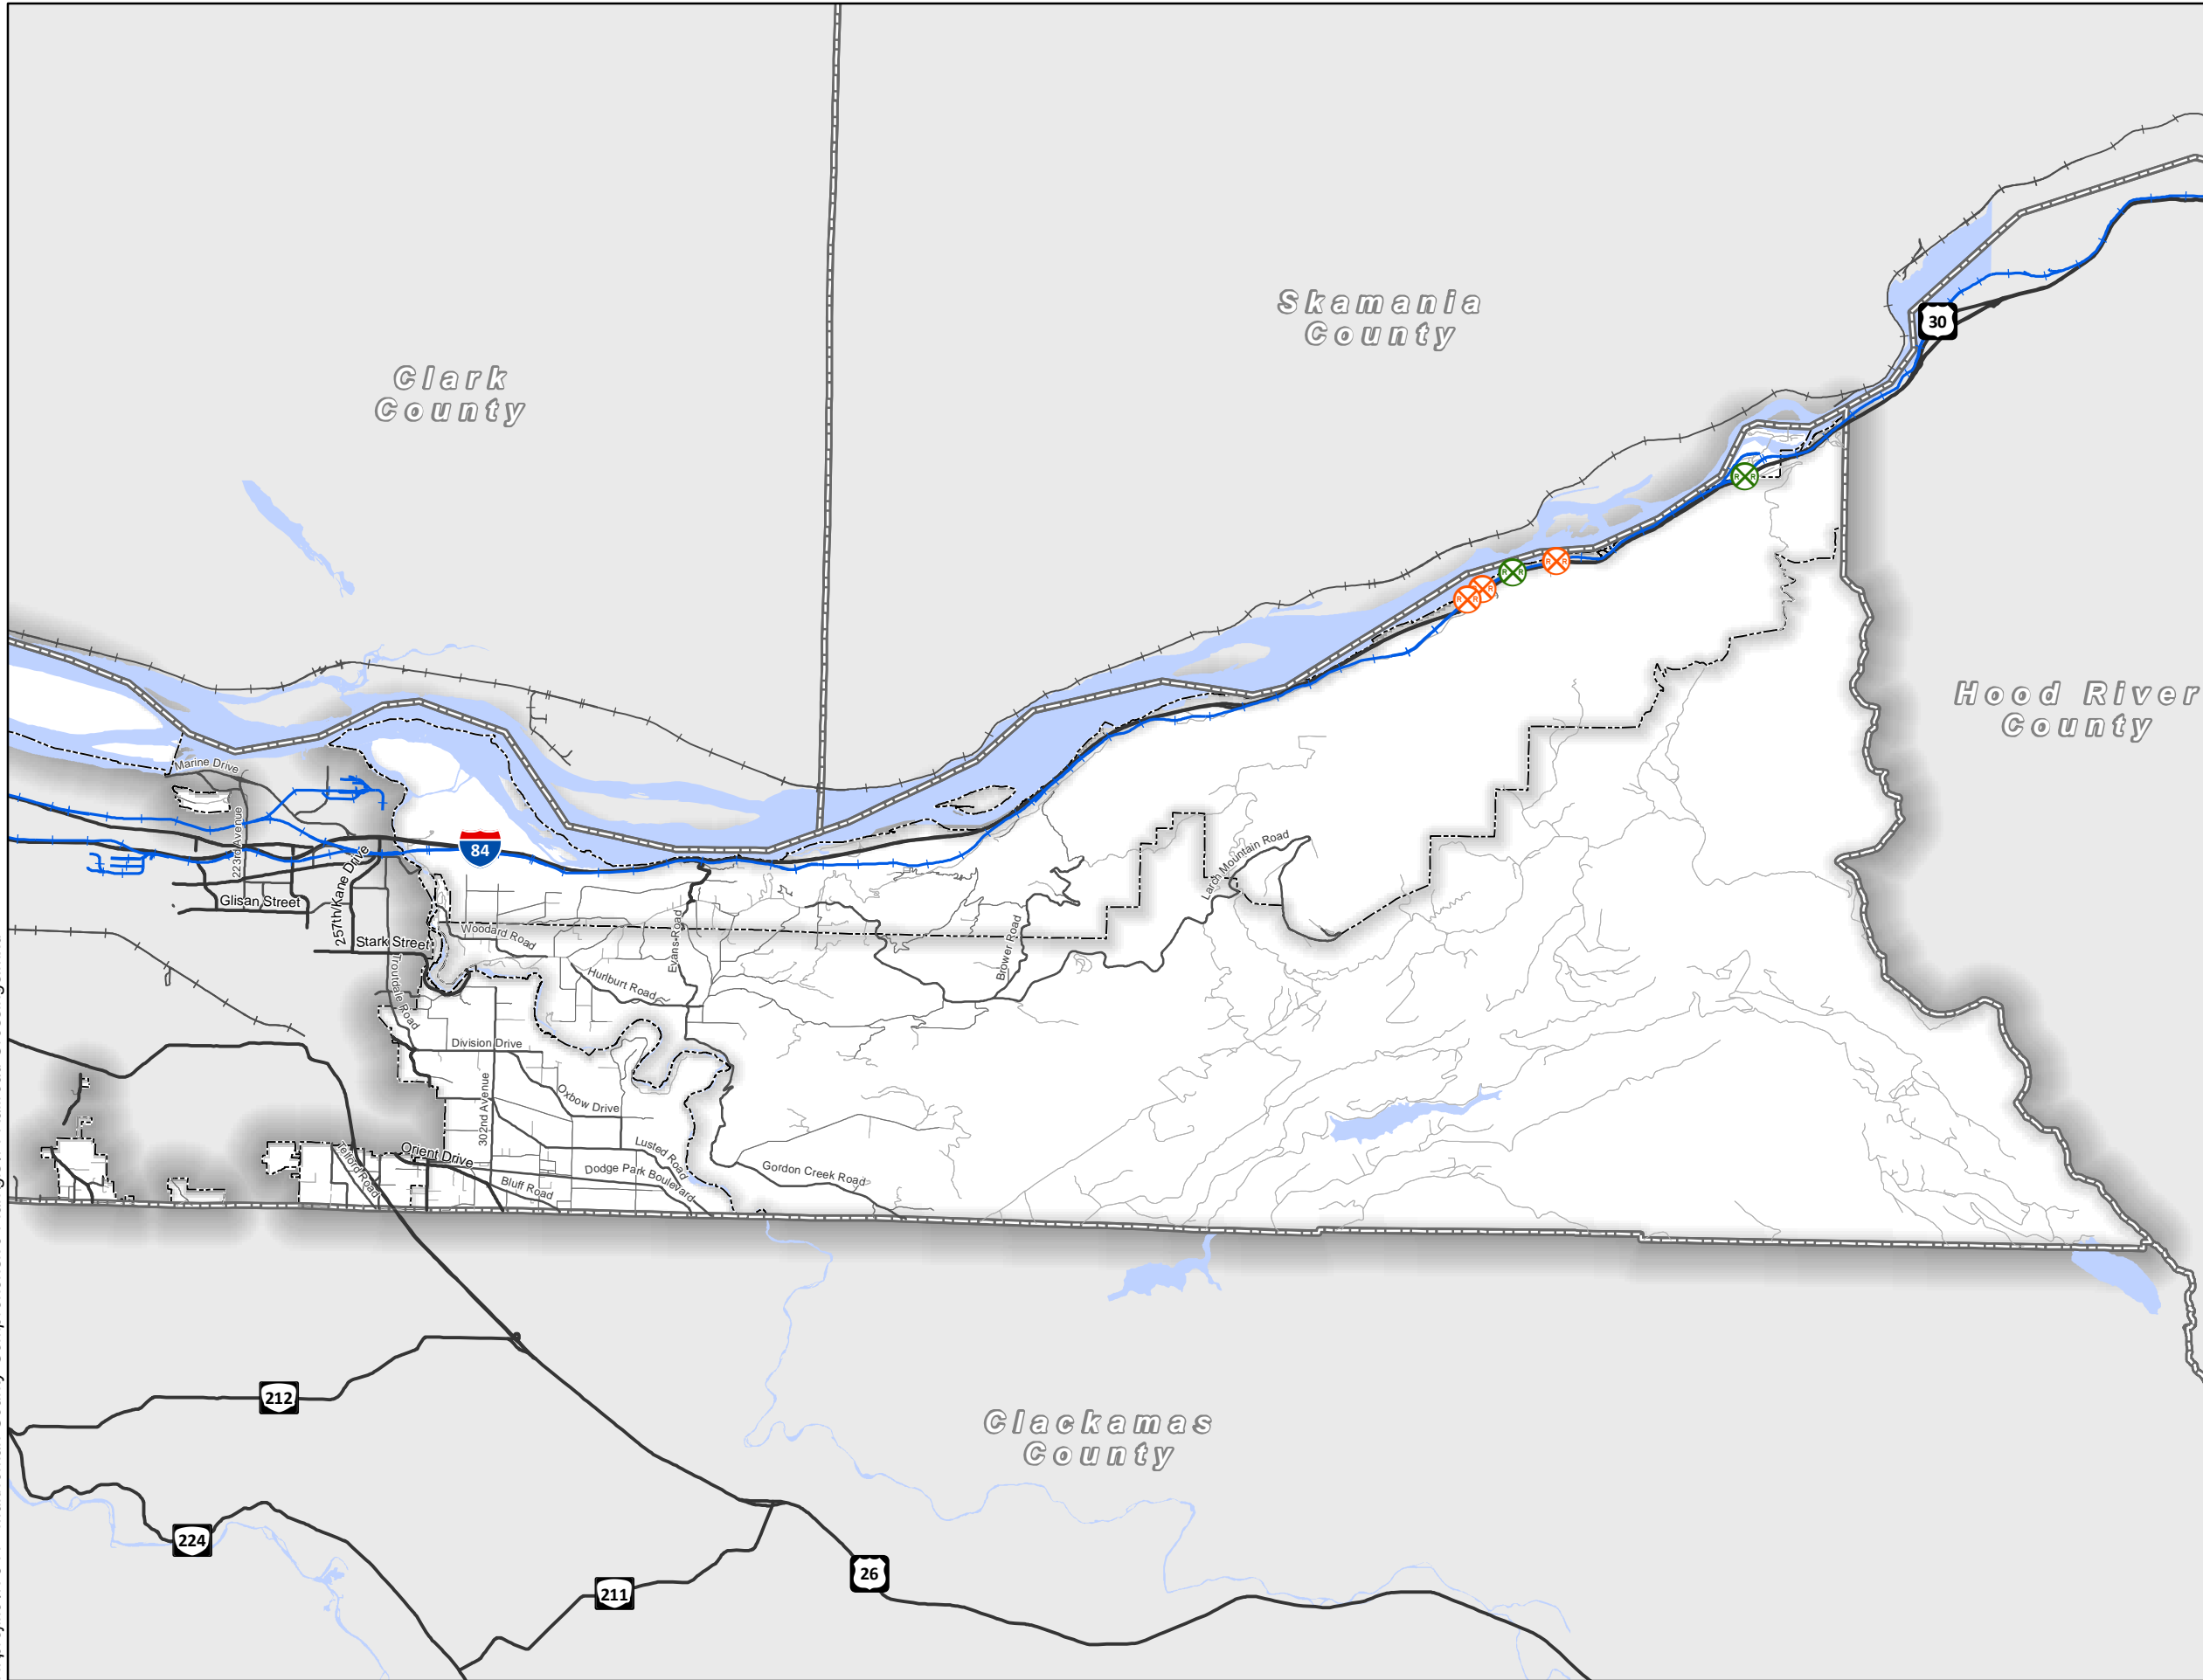 Skamania
County
30
Clark
County
Hood River
County
Marine Drive
223rd Avenue
84
257th/Kane Drive
Glisan Street
Larch Mountain Road
Stark Street
Woodard Road
Evans Road
Brower Road
Troutdale Road
Hurlburt Road
Division Drive
Oxbow Drive
302nd Avenue
Orient Drive
Telford Road
Lusted Road
Dodge Park Boulevard
Bluff Road
Gordon Creek Road
212
Clackamas
County
224
211
26
R R
R R
R R
R R
R R